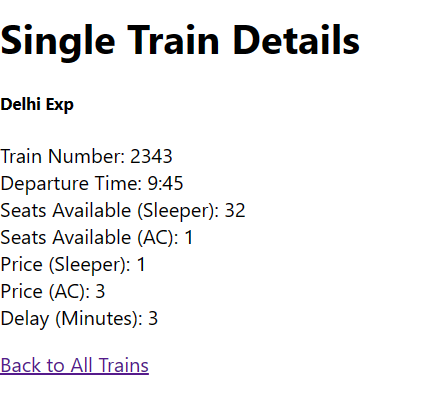 Single Train Details
Delhi Exp
Train Number: 2343
Departure Time: 9:45
Seats Available (Sleeper): 32
Seats Available (AC): 1
Price (Sleeper): 1
Price (AC): 3
Delay (Minutes): 3
Back to All Trains